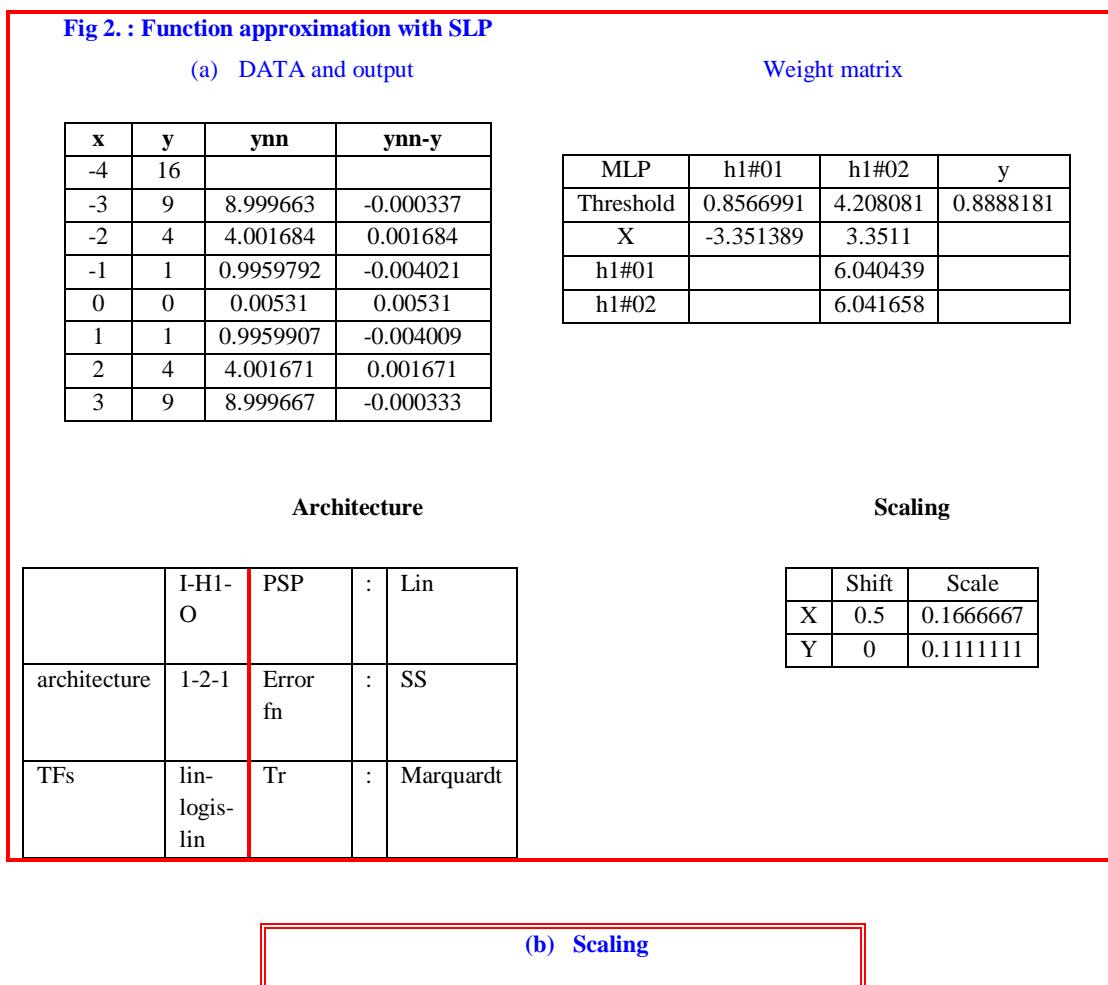 Fig 2. : Function approximation with SLP
(a) DATA and output
Weight matrix
x y ynn ynn-y
-4 16
-3 9 8.999663 -0.000337
-2 4 4.001684 0.001684
-1 1 0.9959792 -0.004021
0 0 0.00531 0.00531
1 1 0.9959907 -0.004009
2 4 4.001671 0.001671
3 9 8.999667 -0.000333
MLP h1#01 h1#02 y
Threshold 0.8566991 4.208081 0.8888181
X -3.351389 3.3511
h1#01 6.040439
h1#02 6.041658
Architecture
I-H1-
O
PSP : Lin
architecture 1-2-1 Error
fn
: SS
TFs lin-
logis-
lin
Tr : Marquardt
Scaling
Shift Scale
X 0.5 0.1666667
Y 0 0.1111111
(b) Scaling